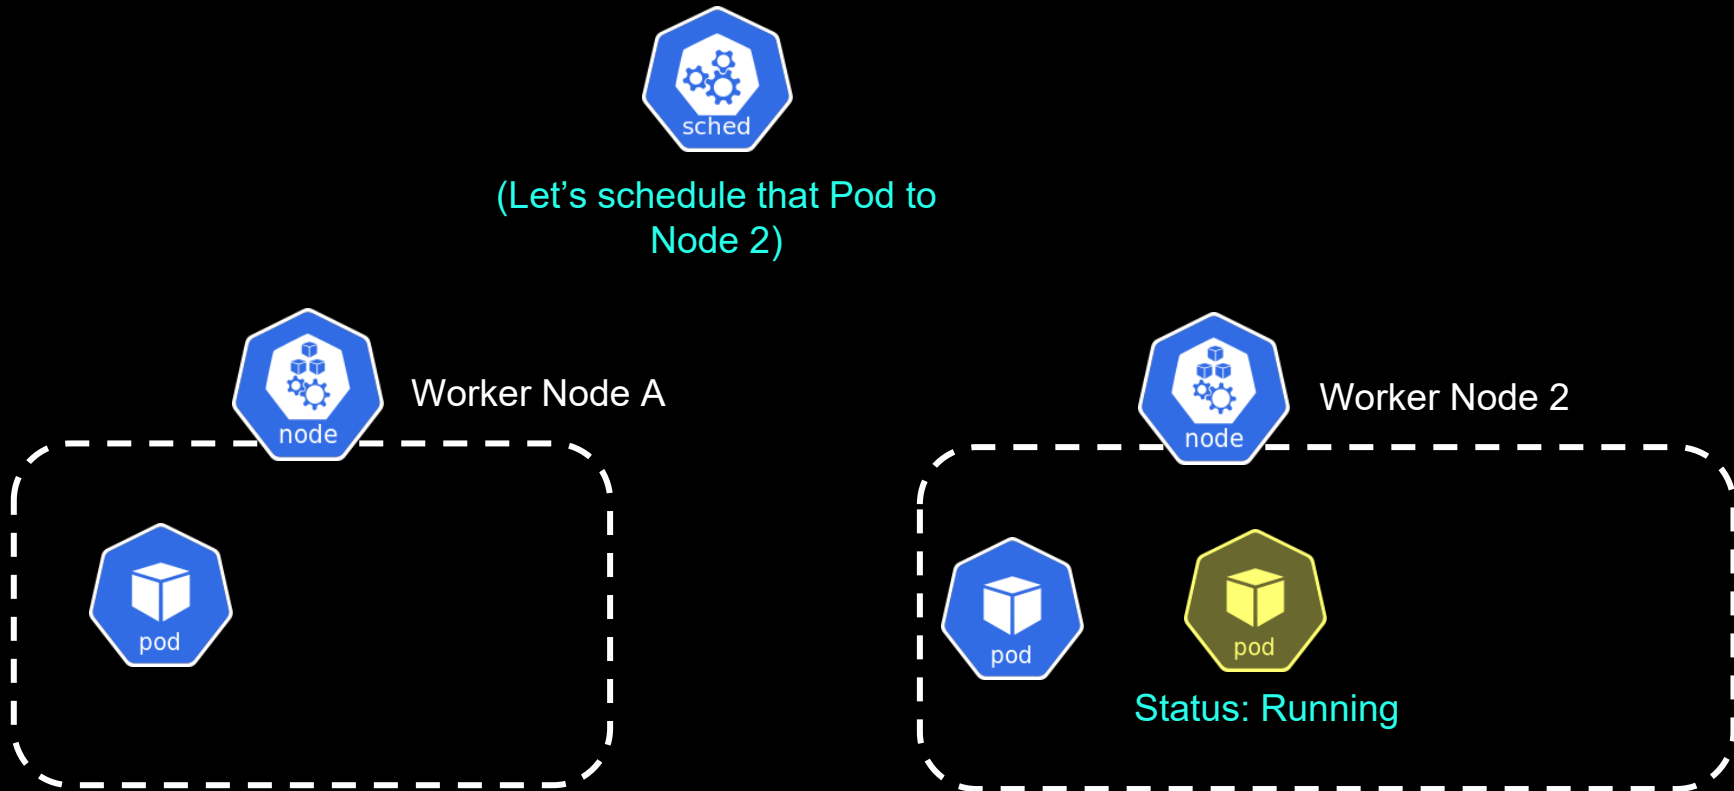 sched
(Let’s schedule that Pod to
Node 2)
node
Worker Node A
node
Worker Node 2
pod
pod
pod
Status: Running